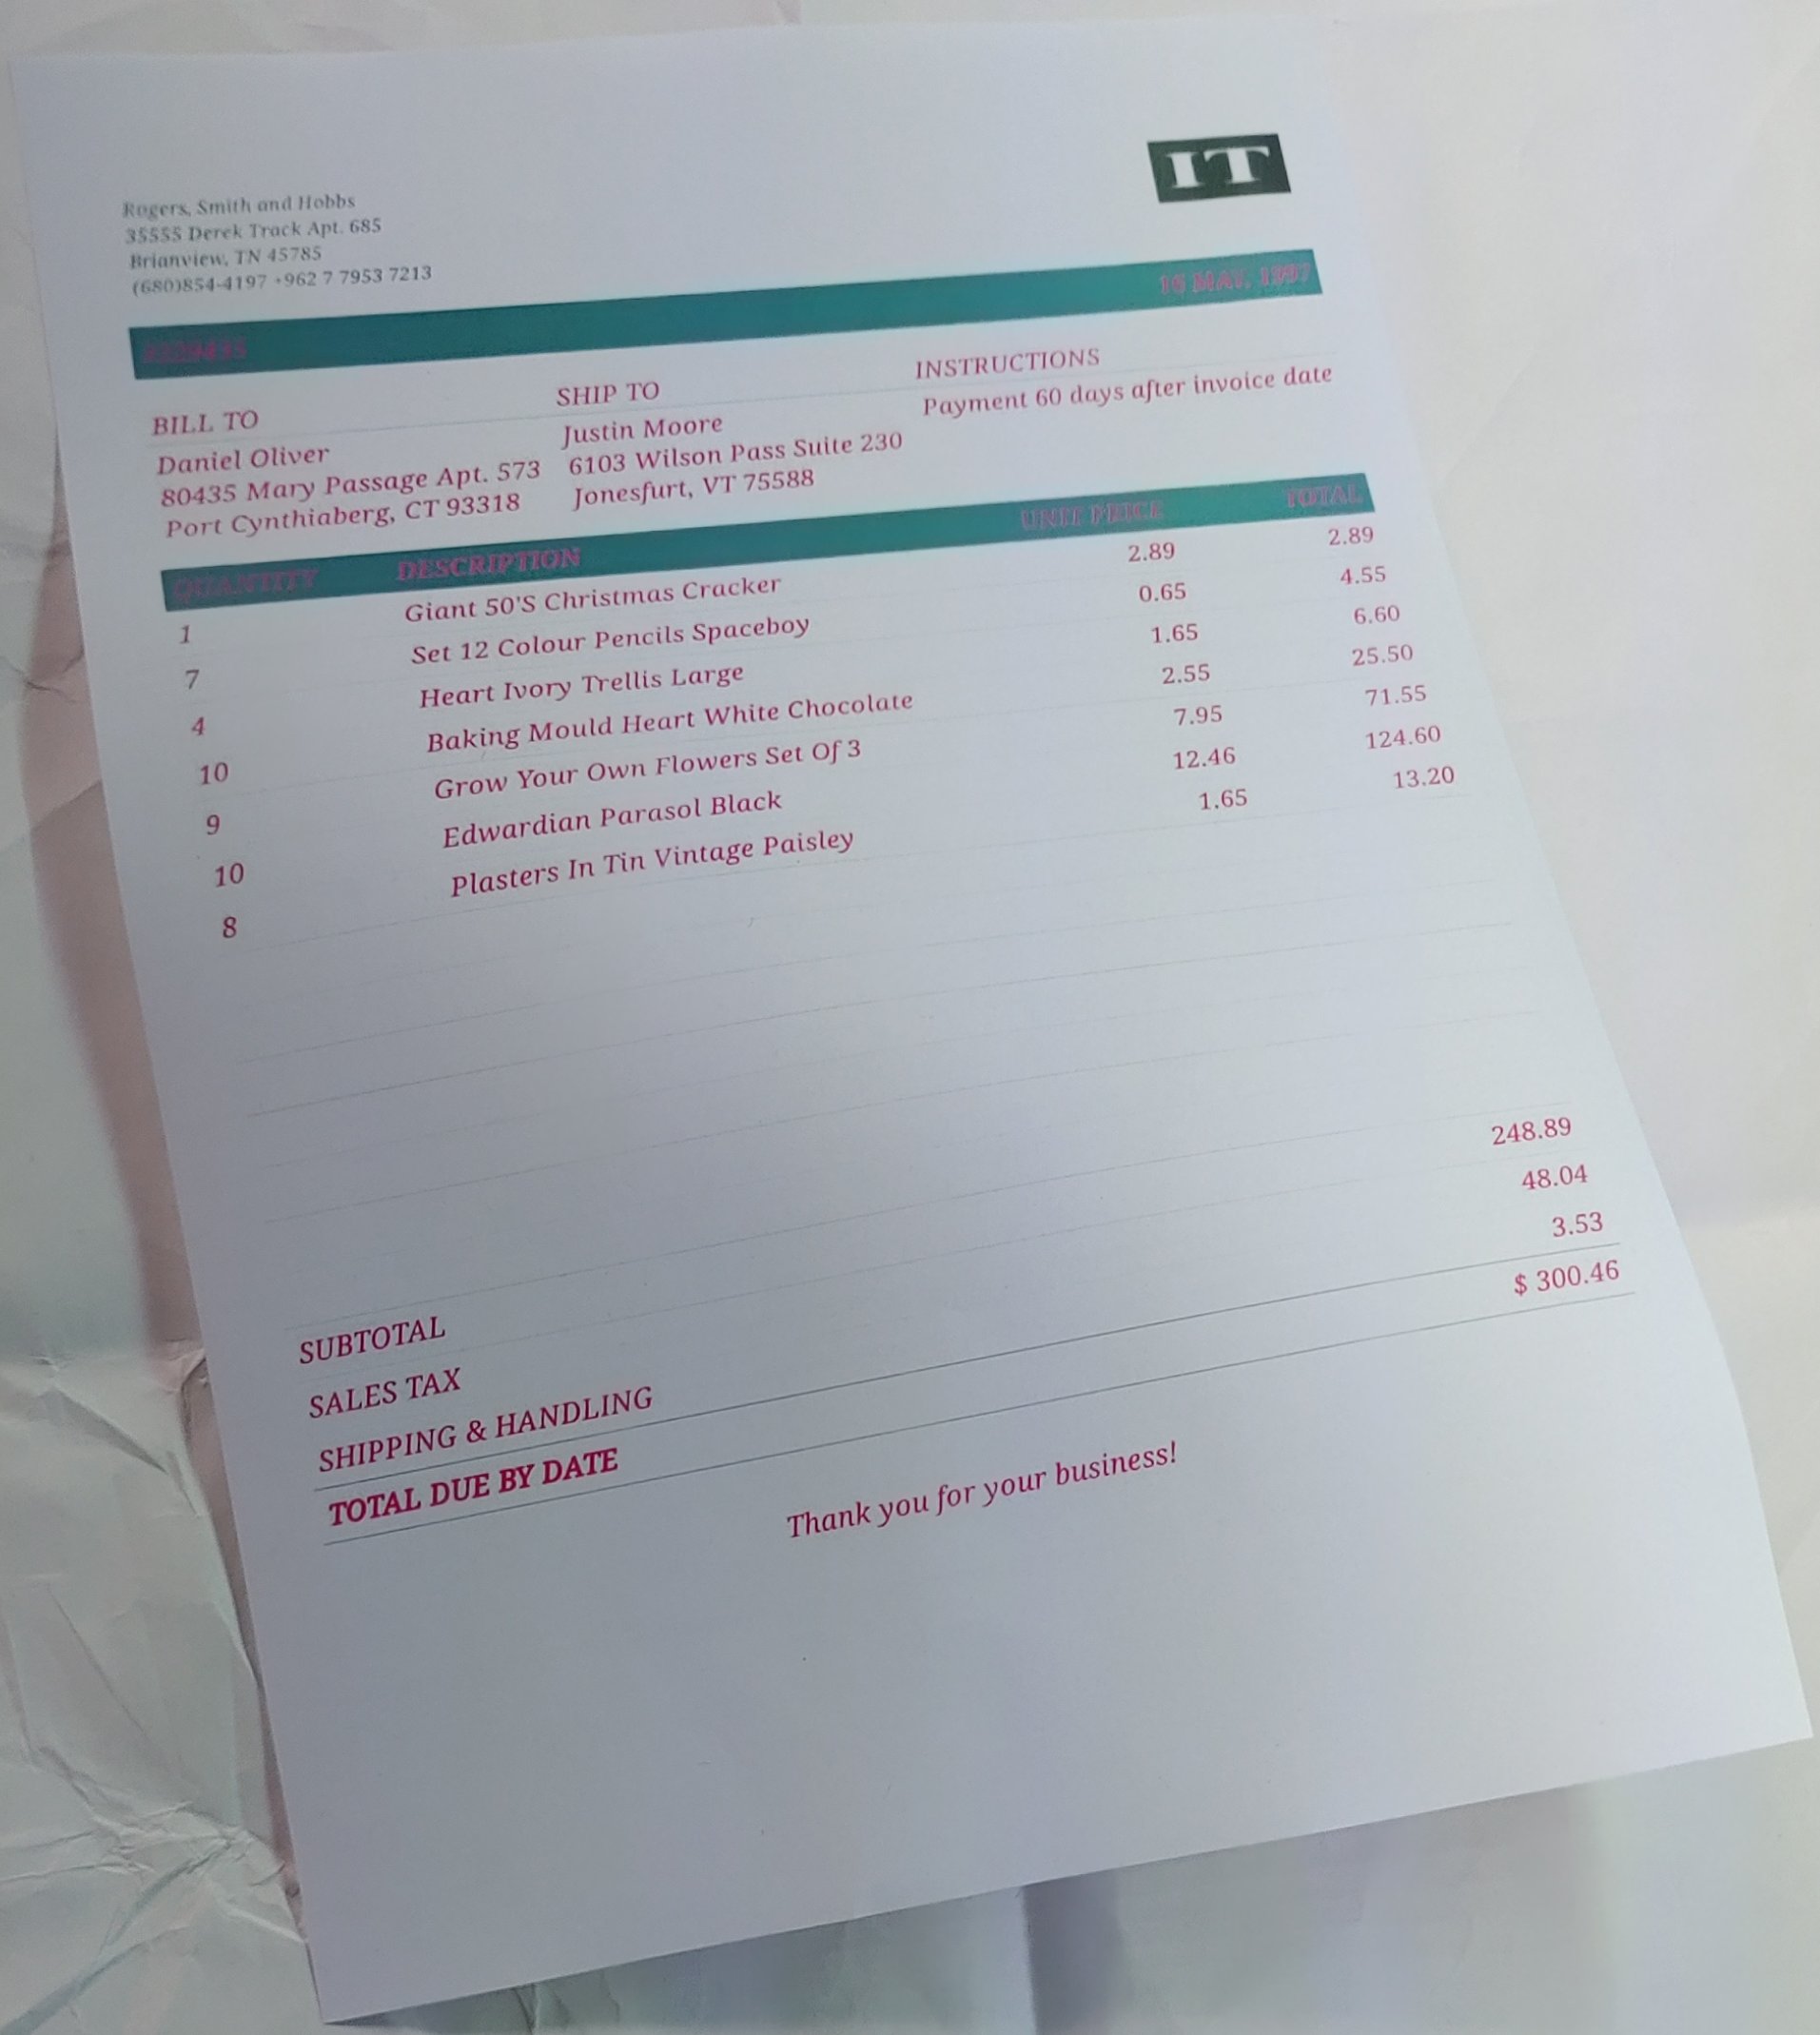 IT
Rogers, Smith and Hobbs
35555 Derek Track Apt. 685
Brianview, TN 45785
(680)854-4197 +962 7 7953 7213
16 MAY, 1997
BILL TO
Daniel Oliver
80435 Mary Passage Apt. 573
Port Cynthiaberg, CT 93318
SHIP TO
Justin Moore
6103 Wilson Pass Suite 230
Jonesfurt, VT 75588
INSTRUCTIONS
Payment 60 days after invoice date
QUANTITY DESCRIPTION UNIT PRICE TOTAL
1 Giant 50'S Christmas Cracker 2.89 2.89
7 Set 12 Colour Pencils Spaceboy 0.65 4.55
4 Heart Ivory Trellis Large 1.65 6.60
10 Baking Mould Heart White Chocolate 2.55 25.50
9 Grow Your Own Flowers Set Of 3 7.95 71.55
10 Edwardian Parasol Black 12.46 124.60
8 Plasters In Tin Vintage Paisley 1.65 13.20
SUBTOTAL 248.89
SALES TAX 48.04
SHIPPING & HANDLING 3.53
TOTAL DUE BY DATE $ 300.46
Thank you for your business!